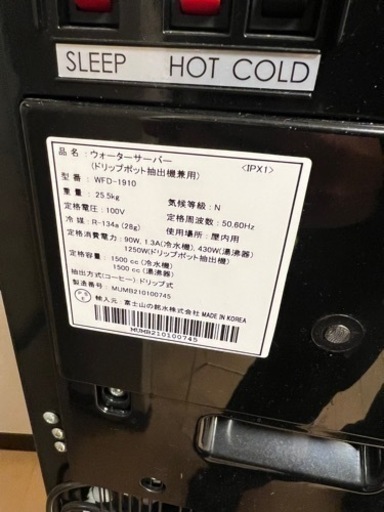 SLEEP HOT COLD
品名：ウォーターサーバー
(ドリップポット抽出機兼用) <IPX1>
型名：WFD-1910
重量：25.5kg 気候等級：N
定格電圧：100V 定格周波数：50,60Hz
冷媒：R-134a (28g) 使用場所：屋内用
定格消費電力：90W, 1.3A(冷水機), 430W(湯沸器)
1250W(ドリップポット抽出機)
定格容量：1500 cc (冷水機)
1500 cc (湯沸器)
抽出方式(コーヒー)：ドリップ式
製造番号：MUMB210100745
輸入元：富士山の銘水株式会社 MADE IN KOREA
MUMB210100745